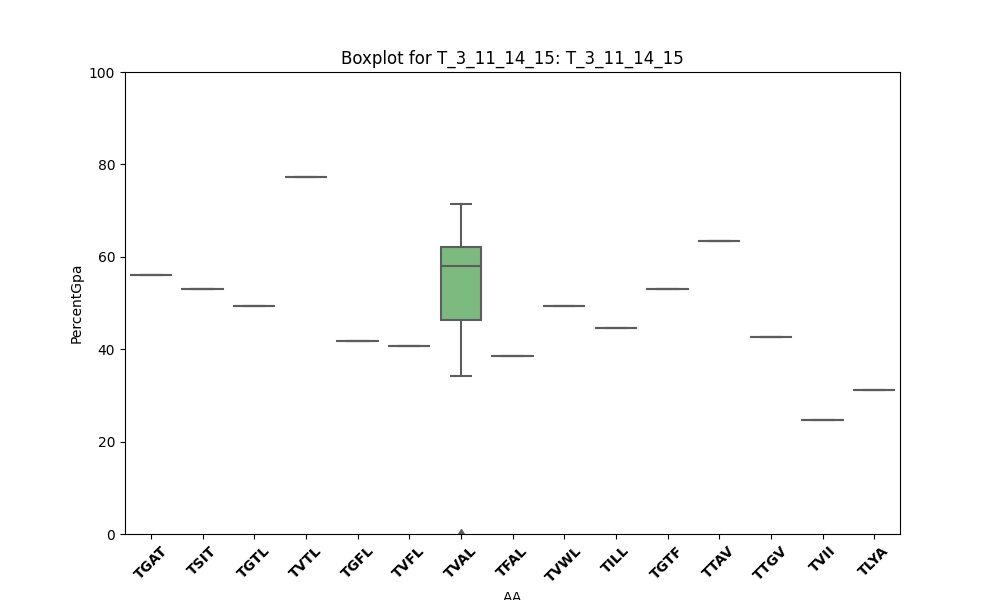 Boxplot for T_3_11_14_15: T_3_11_14_15
100
80
60
40
20
0
PercentGpa
TGAT TSIT TGTL TVTL TGFL TVFL TVAL TFAL TVWL TILL TGTF TTAV TTGV TVII TLYA
AA